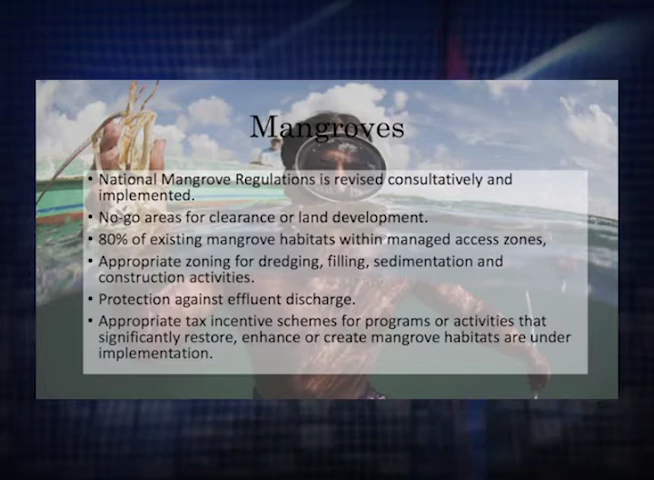 Mangroves
• National Mangrove Regulations is revised consultatively and
implemented.
• No-go areas for clearance or land development.
• 80% of existing mangrove habitats within managed access zones,
• Appropriate zoning for dredging, filling, sedimentation and
construction activities.
• Protection against effluent discharge.
• Appropriate tax incentive schemes for programs or activities that
significantly restore, enhance or create mangrove habitats are under
implementation.